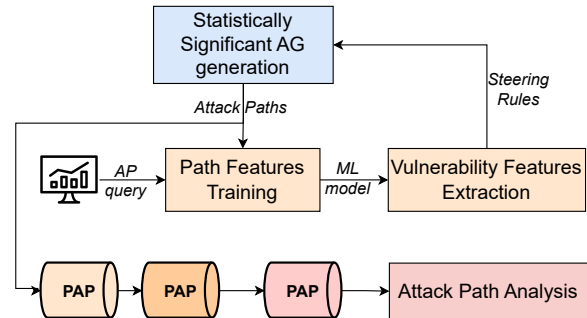 Statistically
Significant AG
generation
Attack Paths
Steering
Rules
AP
query
Path Features
Training
ML
model
Vulnerability Features
Extraction
PAP
PAP
PAP
Attack Path Analysis